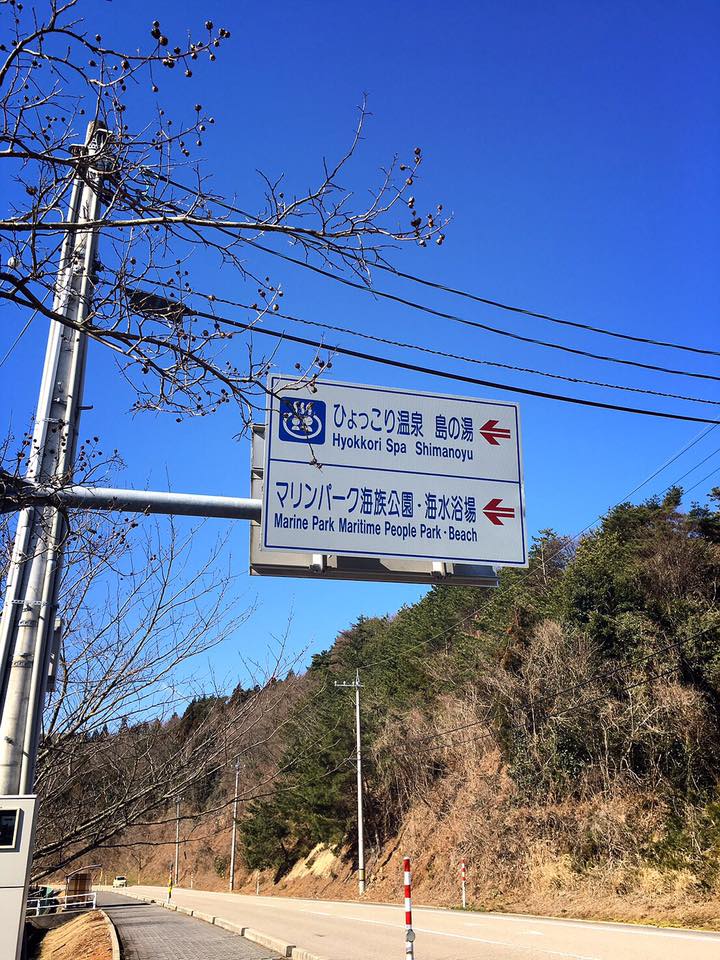 ひょっこり温泉 島の湯
Hyokkori Spa Shimanoyu
マリンパーク海族公園・海水浴場
Marine Park Maritime People Park・Beach